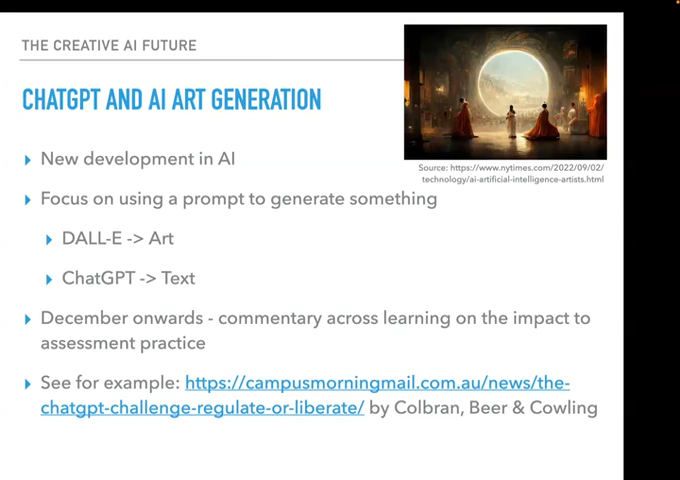 THE CREATIVE AI FUTURE
CHATGPT AND AI ART GENERATION
Source: https://www.nytimes.com/2022/09/02/
technology/ai-artificial-intelligence-artists.html
New development in AI
Focus on using a prompt to generate something
DALL-E -> Art
ChatGPT -> Text
December onwards - commentary across learning on the impact to
assessment practice
See for example: https://campusmorningmail.com.au/news/the-
chatgpt-challenge-regulate-or-liberate/ by Colbran, Beer & Cowling